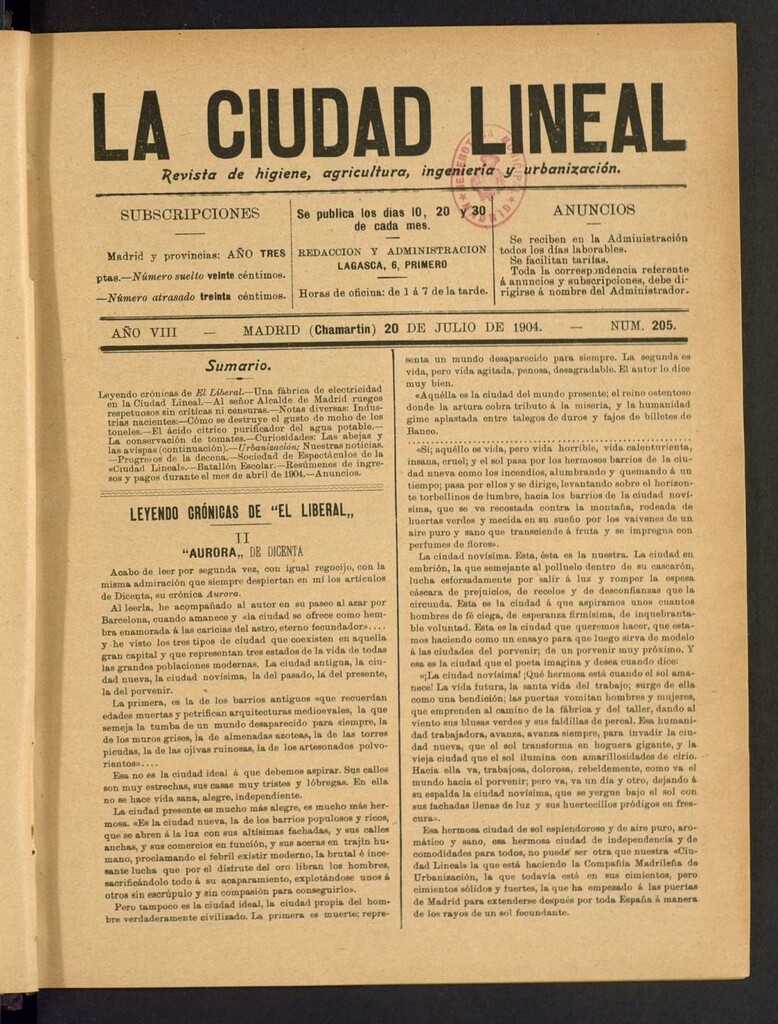 LA CIUDAD LINEAL
Revista de higiene, agricultura, ingeniería y urbanización.
SUBSCRIPCIONES
Madrid y provincias: AÑO TRES
ptas.—Número suelto veinte céntimos.
—Número atrasado treinta céntimos.
Se publica los días 10, 20 y 30
de cada mes.
REDACCION Y ADMINISTRACION
LAGASCA, 6, PRIMERO
Horas de oficina: de 1 á 7 de la tarde.
ANUNCIOS
Se reciben en la Administración
todos los días laborables.
Se facilitan tarifas.
Toda la correspondencia referente
á anuncios y subscripciones, debe di-
rigirse á nombre del Administrador.
AÑO VIII — MADRID (Chamartin) 20 DE JULIO DE 1904. — NUM. 205.
Sumario.
Leyendo crónicas de El Liberal.—Una fábrica de electricidad
en la Ciudad Lineal.—Al señor Alcalde de Madrid ruegos
respetuosos sin críticas ni censuras.—Notas diversas: Indus-
trias nacientes:—Cómo se destruye el gusto de moho de los
toneles.—El ácido cítrico purificador del agua potable.—
La conservación de tomates.—Curiosidades: Las abejas y
las avispas (continuación).—Urbanización; Nuestras noticias.
—Progresos de la decena.—Sociedad de Espectáculos de la
«Ciudad Lineal».—Batallón Escolar.—Resúmenes de ingre-
sos y pagos durante el mes de abril de 1904.—Anuncios.
LEYENDO CRÓNICAS DE "EL LIBERAL„
II
"AURORA„ DE DICENTA
Acabo de leer por segunda vez, con igual regocijo, con la
misma admiración que siempre despiertan en mí los artículos
de Dicenta, su crónica Aurora.
Al leerla, he acompañado al autor en su paseo al azar por
Barcelona, cuando amanece y «la ciudad se ofrece como hem-
bra enamorada á las caricias del astro, eterno fecundador»....
y he visto los tres tipos de ciudad que coexisten en aquella
gran capital y que representan tres estados de la vida de todas
las grandes poblaciones modernas. La ciudad antigua, la ciu-
dad nueva, la ciudad novísima, la del pasado, la del presente,
la del porvenir.
La primera, es la de los barrios antiguos «que recuerdan
edades muertas y petrifican arquitecturas medioevales, la que
semeja la tumba de un mundo desaparecido para siempre, la
de los muros grises, la de almenadas azoteas, la de las torres
picudas, la de las ojivas ruinosas, la de los artesonados polvo-
rientos»....
Esa no es la ciudad ideal á que debemos aspirar. Sus calles
son muy estrechas, sus casas muy tristes y lóbregas. En ella
no se hace vida sana, alegre, independiente.
La ciudad presente es mucho más alegre, es mucho más her-
mosa. «Es la ciudad nueva, la de los barrios populosos y ricos,
que se abren á la luz con sus altísimas fachadas, y sus calles
anchas, y sus comercios en función, y sus aceras en trajín hu-
mano, proclamando el febril existir moderno, la brutal é ince-
sante lucha que por el disfrute del oro libran los hombres,
sacrificándolo todo á su acaparamiento, explotándose unos á
otros sin escrúpulo y sin compasión para conseguirlo».
Pero tampoco es la ciudad ideal, la ciudad propia del hom-
bre verdaderamente civilizado. La primera es muerte; repre-
senta un mundo desaparecido para siempre. La segunda es
vida, pero vida agitada, penosa, desagradable. El autor lo dice
muy bien.
«Aquélla es la ciudad del mundo presente; el reino ostentoso
donde la artura cobra tributo á la miseria, y la humanidad
gime aplastada entre talegos de duros y fajos de billetes de
Banco.
«Sí; aquéllo es vida, pero vida horrible, vida calenturienta,
insana, cruel; y el sol pasa por los hermosos barrios de la ciu-
dad nueva como los incendios, alumbrando y quemando á un
tiempo; pasa por ellos y se dirige, levantando sobre el horizon-
te torbellinos de lumbre, hacia los barrios de la ciudad noví-
sima, que se ve recostada contra la montaña, rodeada de
huertas verdes y mecida en su sueño por los vaivenes de un
aire puro y sano que transciende á fruta y se impregna con
perfumes de flores».
La ciudad novísima. Esta, ésta es la nuestra. La ciudad en
embrión, la que semejante al polluelo dentro de su cascarón,
lucha esforzadamente por salir á luz y romper la espesa
cáscara de prejuicios, de recelos y de desconfianzas que la
circunda. Esta es la ciudad á que aspiramos unos cuantos
hombres de fé ciega, de esperanza firmísima, de inquebranta-
ble voluntad. Esta es la ciudad que queremos hacer, que esta-
mos haciendo como un ensayo para que luego sirva de modelo
á las ciudades del porvenir; de un porvenir muy próximo. Y
esa es la ciudad que el poeta imagina y desea cuando dice:
«¡La ciudad novísima! ¡Qué hermosa está cuando el sol ama-
nece! La vida futura, la santa vida del trabajo; surge de ella
como una bendición; las puertas vomitan hombres y mujeres,
que emprenden al camino de la fábrica y del taller, dando al
viento sus blusas verdes y sus faldillas de percal. Esa humani-
dad trabajadora, avanza, avanza siempre, para invadir la ciu-
dad nueva, que el sol transforma en hoguera gigante, y la
vieja ciudad que el sol ilumina con amarillosidades de cirio.
Hacia ella va, trabajosa, dolorosa, rebeldemente, como va el
mundo hacia el porvenir; pero va, va un día y otro, dejando á
su espalda la ciudad novísima, que se yergue bajo el sol con
sus fachadas llenas de luz y sus huertecillos pródigos en fres-
cura».
Esa hermosa ciudad de sol esplendoroso y de aire puro, aro-
mático y sano, esa hermosa ciudad de independencia y de
comodidades para todos, no puede ser otra que nuestra «Ciu-
dad Lineal» la que está haciendo la Compañía Madrileña de
Urbanización, la que todavía está en sus cimientos, pero
cimientos sólidos y fuertes, la que ha empezado á las puertas
de Madrid para extenderse después por toda España á manera
de los rayos de un sol fecundante.